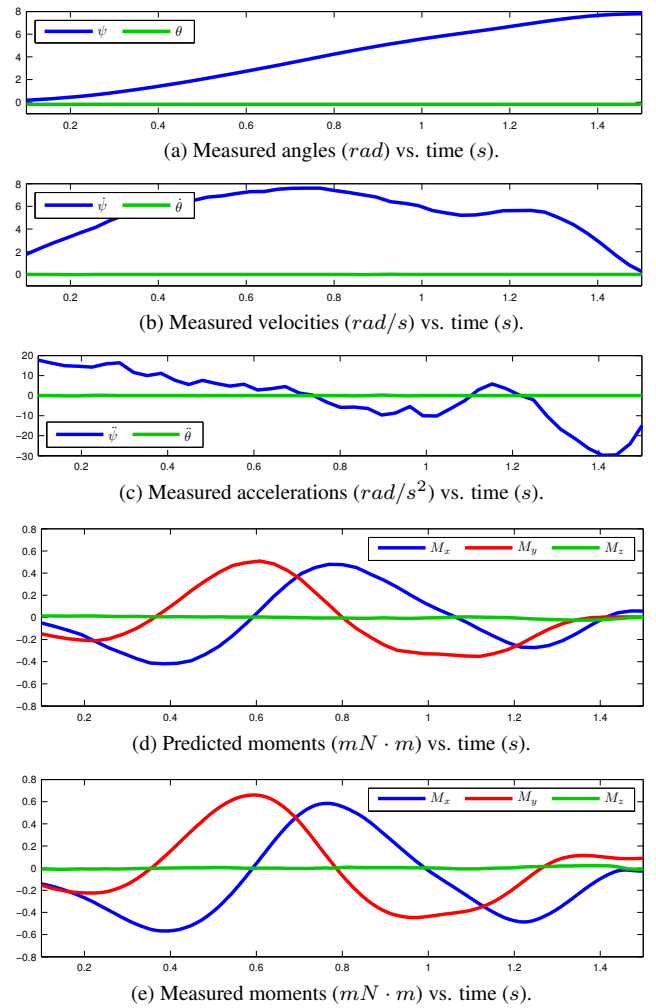 8
6
4
2
0
ψ θ
0.2 0.4 0.6 0.8 1 1.2 1.4
(a) Measured angles (rad) vs. time (s).
8
6
4
2
0
ψ̇ θ̇
0.2 0.4 0.6 0.8 1 1.2 1.4
(b) Measured velocities (rad/s) vs. time (s).
20
10
0
−10
−20
−30
ψ̈ θ̈
0.2 0.4 0.6 0.8 1 1.2 1.4
(c) Measured accelerations (rad/s²) vs. time (s).
0.8
0.6
0.4
0.2
0
−0.2
−0.4
−0.6
−0.8
Mx My Mz
0.2 0.4 0.6 0.8 1 1.2 1.4
(d) Predicted moments (mN · m) vs. time (s).
0.8
0.6
0.4
0.2
0
−0.2
−0.4
−0.6
−0.8
Mx My Mz
0.2 0.4 0.6 0.8 1 1.2 1.4
(e) Measured moments (mN · m) vs. time (s).